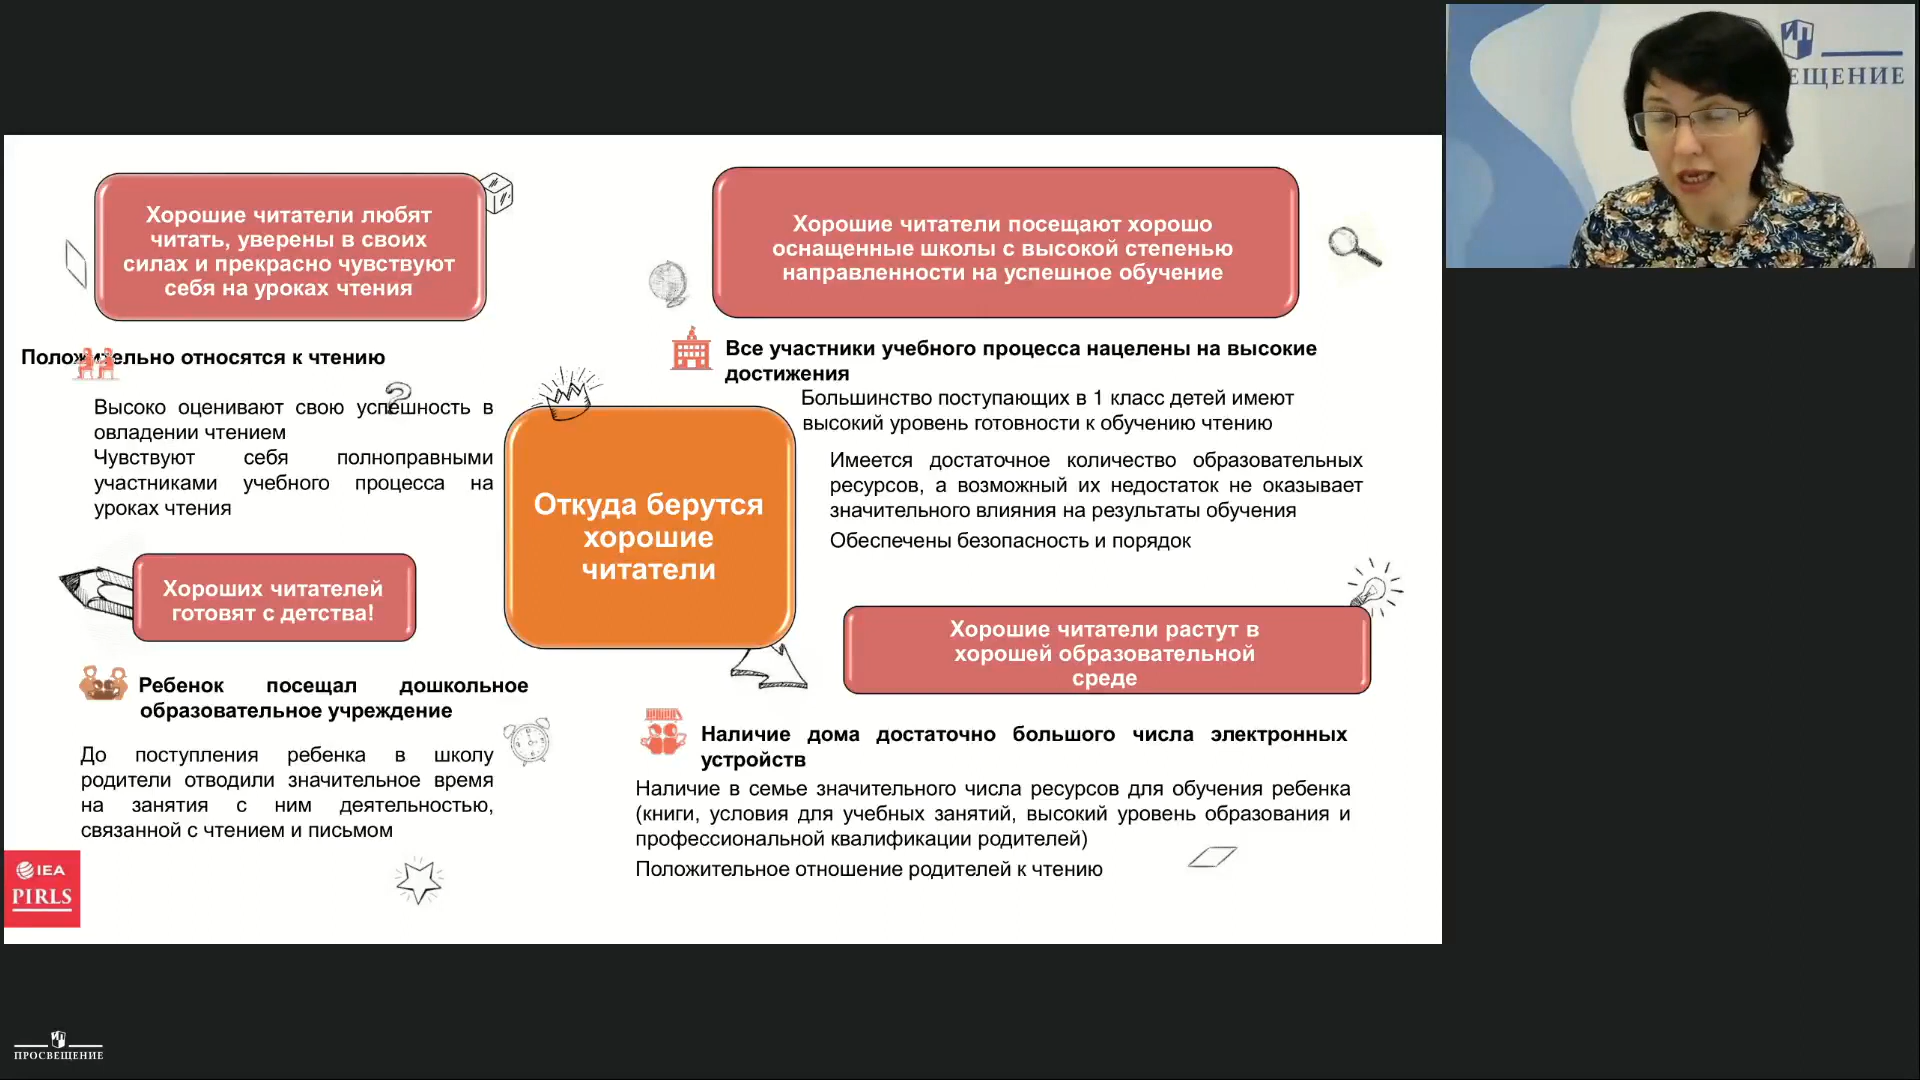 Хорошие читатели любят
читать, уверены в своих
силах и прекрасно чувствуют
себя на уроках чтения
Положительно относятся к чтению
Высоко оценивают свою успешность в
овладении чтением
Чувствуют себя полноправными
участниками учебного процесса на
уроках чтения
Хороших читателей
готовят с детства!
Ребенок посещал дошкольное
образовательное учреждение
До поступления ребенка в школу
родители отводили значительное время
на занятия с ним деятельностью,
связанной с чтением и письмом
IEA
PIRLS
Откуда берутся
хорошие
читатели
Хорошие читатели посещают хорошо
оснащенные школы с высокой степенью
направленности на успешное обучение
Все участники учебного процесса нацелены на высокие
достижения
Большинство поступающих в 1 класс детей имеют
высокий уровень готовности к обучению чтению
Имеется достаточное количество образовательных
ресурсов, а возможный их недостаток не оказывает
значительного влияния на результаты обучения
Обеспечены безопасность и порядок
Хорошие читатели растут в
хорошей образовательной
среде
Наличие дома достаточно большого числа электронных
устройств
Наличие в семье значительного числа ресурсов для обучения ребенка
(книги, условия для учебных занятий, высокий уровень образования и
профессиональной квалификации родителей)
Положительное отношение родителей к чтению
ИП
ЕЩЕНИЕ
ИП
ПРОСВЕЩЕНИЕ